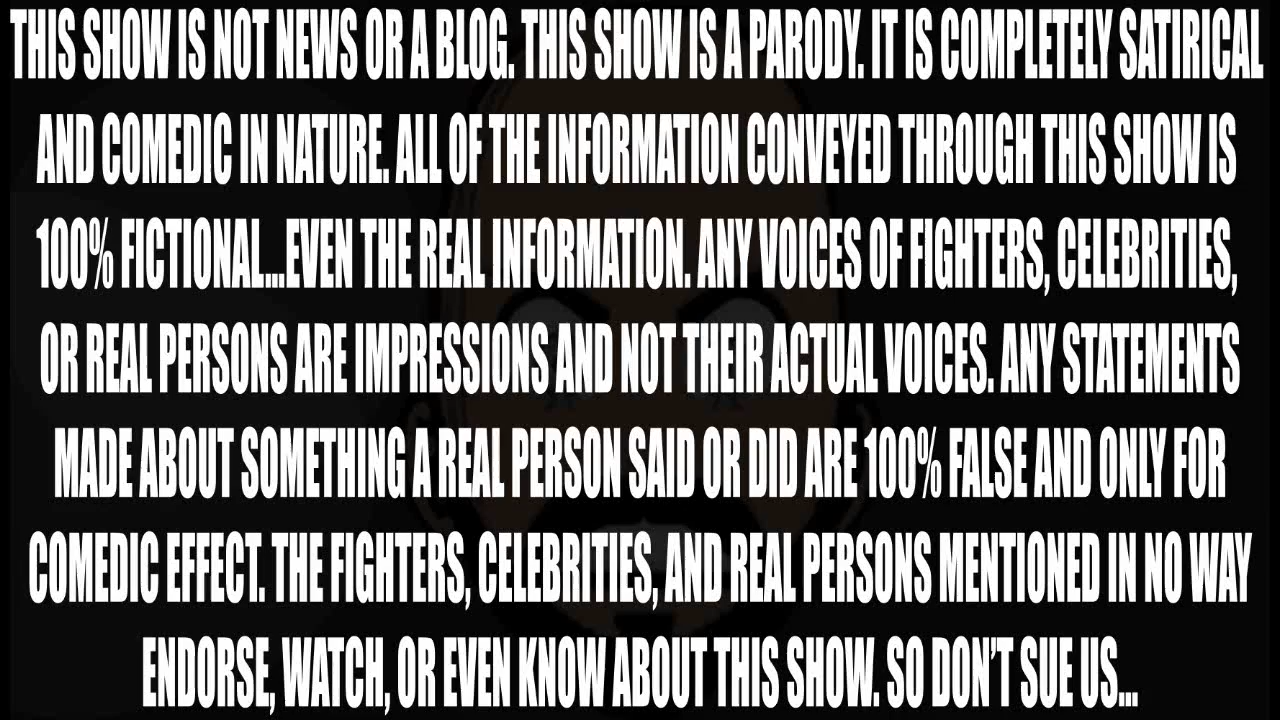 THIS SHOW IS NOT NEWS OR A BLOG. THIS SHOW IS A PARODY. IT IS COMPLETELY SATIRICAL
AND COMEDIC IN NATURE. ALL OF THE INFORMATION CONVEYED THROUGH THIS SHOW IS
100% FICTIONAL...EVEN THE REAL INFORMATION. ANY VOICES OF FIGHTERS, CELEBRITIES,
OR REAL PERSONS ARE IMPRESSIONS AND NOT THEIR ACTUAL VOICES. ANY STATEMENTS
MADE ABOUT SOMETHING A REAL PERSON SAID OR DID ARE 100% FALSE AND ONLY FOR
COMEDIC EFFECT. THE FIGHTERS, CELEBRITIES, AND REAL PERSONS MENTIONED IN NO WAY
ENDORSE, WATCH, OR EVEN KNOW ABOUT THIS SHOW. SO DON'T SUE US...